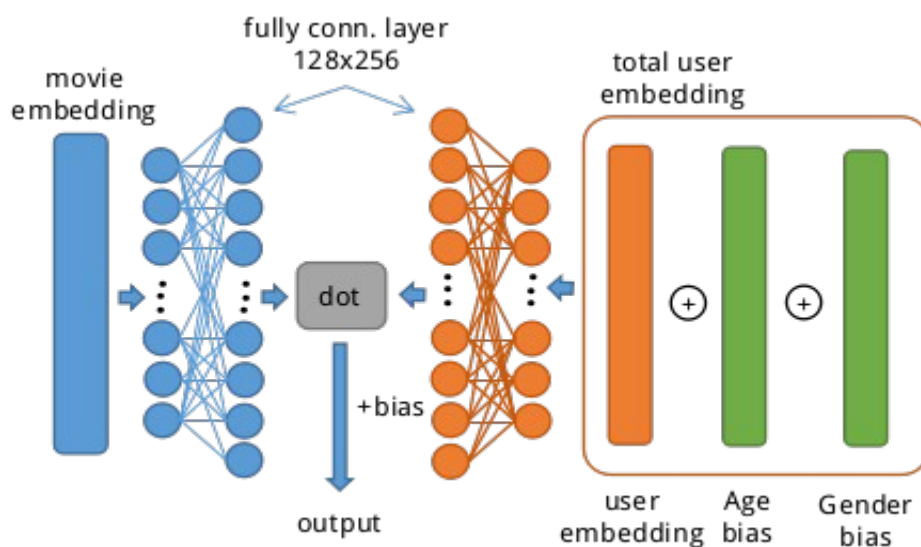 fully conn. layer
128x256
movie
embedding
total user
embedding
dot
+
+
+bias
output
user
embedding
Age
bias
Gender
bias